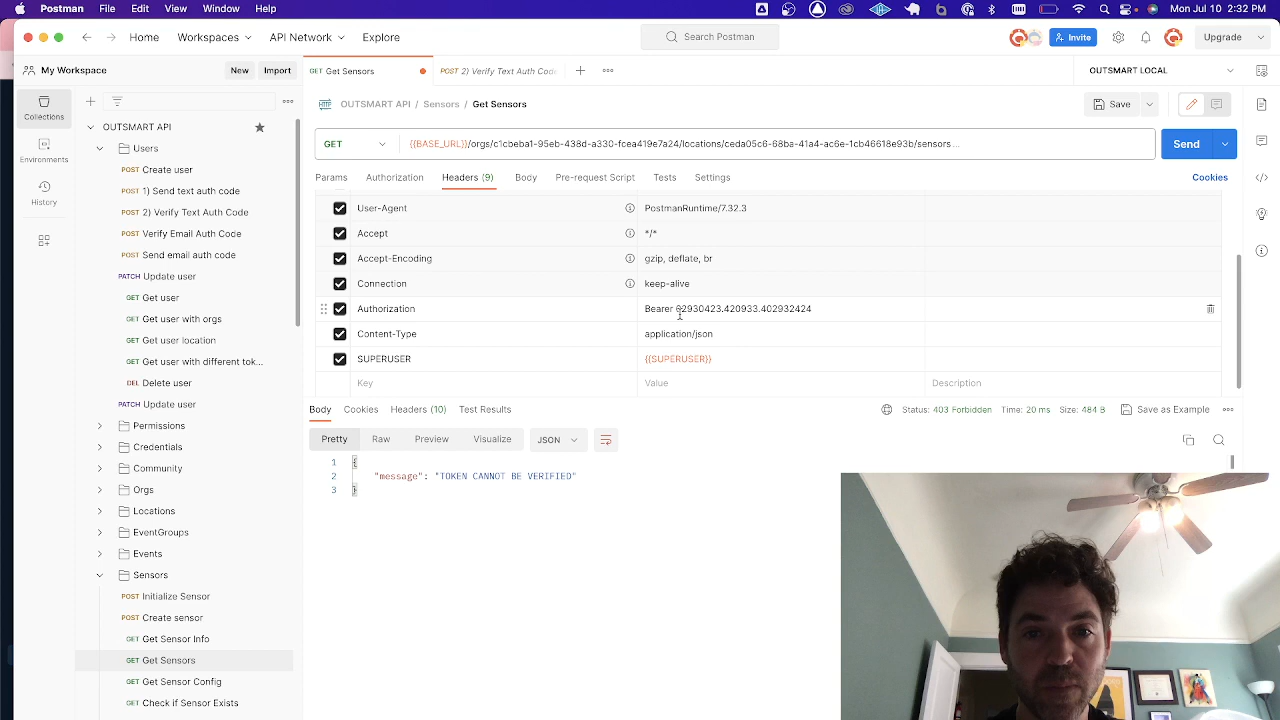 Postman File Edit View Window Help
Mon Jul 10 2:32 PM
Home Workspaces API Network Explore
Search Postman
Invite
Upgrade
My Workspace
New Import
GET Get Sensors
POST 2) Verify Text Auth Cod
OUTSMART LOCAL
Collections
Environments
History
OUTSMART API
Users
POST Create user
POST 1) Send text auth code
POST 2) Verify Text Auth Code
POST Verify Email Auth Code
POST Send email auth code
PATCH Update user
GET Get user
GET Get user with orgs
GET Get user location
GET Get user with different tok...
DEL Delete user
PATCH Update user
Permissions
Credentials
Community
Orgs
Locations
EventGroups
Events
Sensors
POST Initialize Sensor
POST Create sensor
GET Get Sensor Info
GET Get Sensors
GET Get Sensor Config
GET Check if Sensor Exists
HTTP OUTSMART API / Sensors / Get Sensors
Save
GET {{BASE_URL}}/orgs/c1cbeba1-95eb-438d-a330-fcea419e7a24/locations/ceda05c6-68ba-41a4-ac6e-1cb46618e93b/sensors...
Send
Params Authorization Headers (9) Body Pre-request Script Tests Settings
Cookies
User-Agent PostmanRuntime/7.32.3
Accept */*
Accept-Encoding gzip, deflate, br
Connection keep-alive
Authorization Bearer 02930423.420933.402932424
Content-Type application/json
SUPERUSER {{SUPERUSER}}
Key Value Description
Body Cookies Headers (10) Test Results
Status: 403 Forbidden Time: 20 ms Size: 484 B Save as Example
Pretty Raw Preview Visualize JSON
1 {
2 "message": "TOKEN CANNOT BE VERIFIED"
3 }